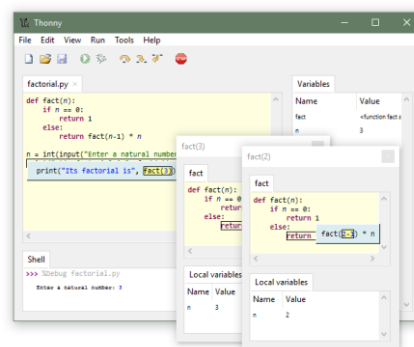 Thonny
File Edit View Run Tools Help
factorial.py ×
def fact(n):
if n == 0:
return 1
else:
return fact(n-1) * n
n = int(input("Enter a natural number
print("Its factorial is", fact(3))
Shell
>>> %Debug factorial.py
Enter a natural number: 3
Variables
Name Value
fact <function fact a
n 3
fact(3)
fact
def fact(n):
if n == 0
retur
else:
retur
Local variables
Name Value
n 3
fact(2)
fact
def fact(n):
if n == 0:
return 1
else:
return fact(2-1) * n
Local variables
Name Value
n 2